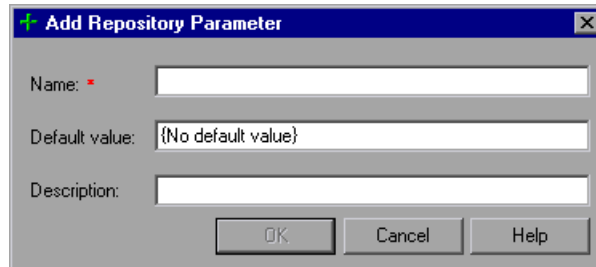 Add Repository Parameter
Name: *
Default value: {No default value}
Description:
OK Cancel Help